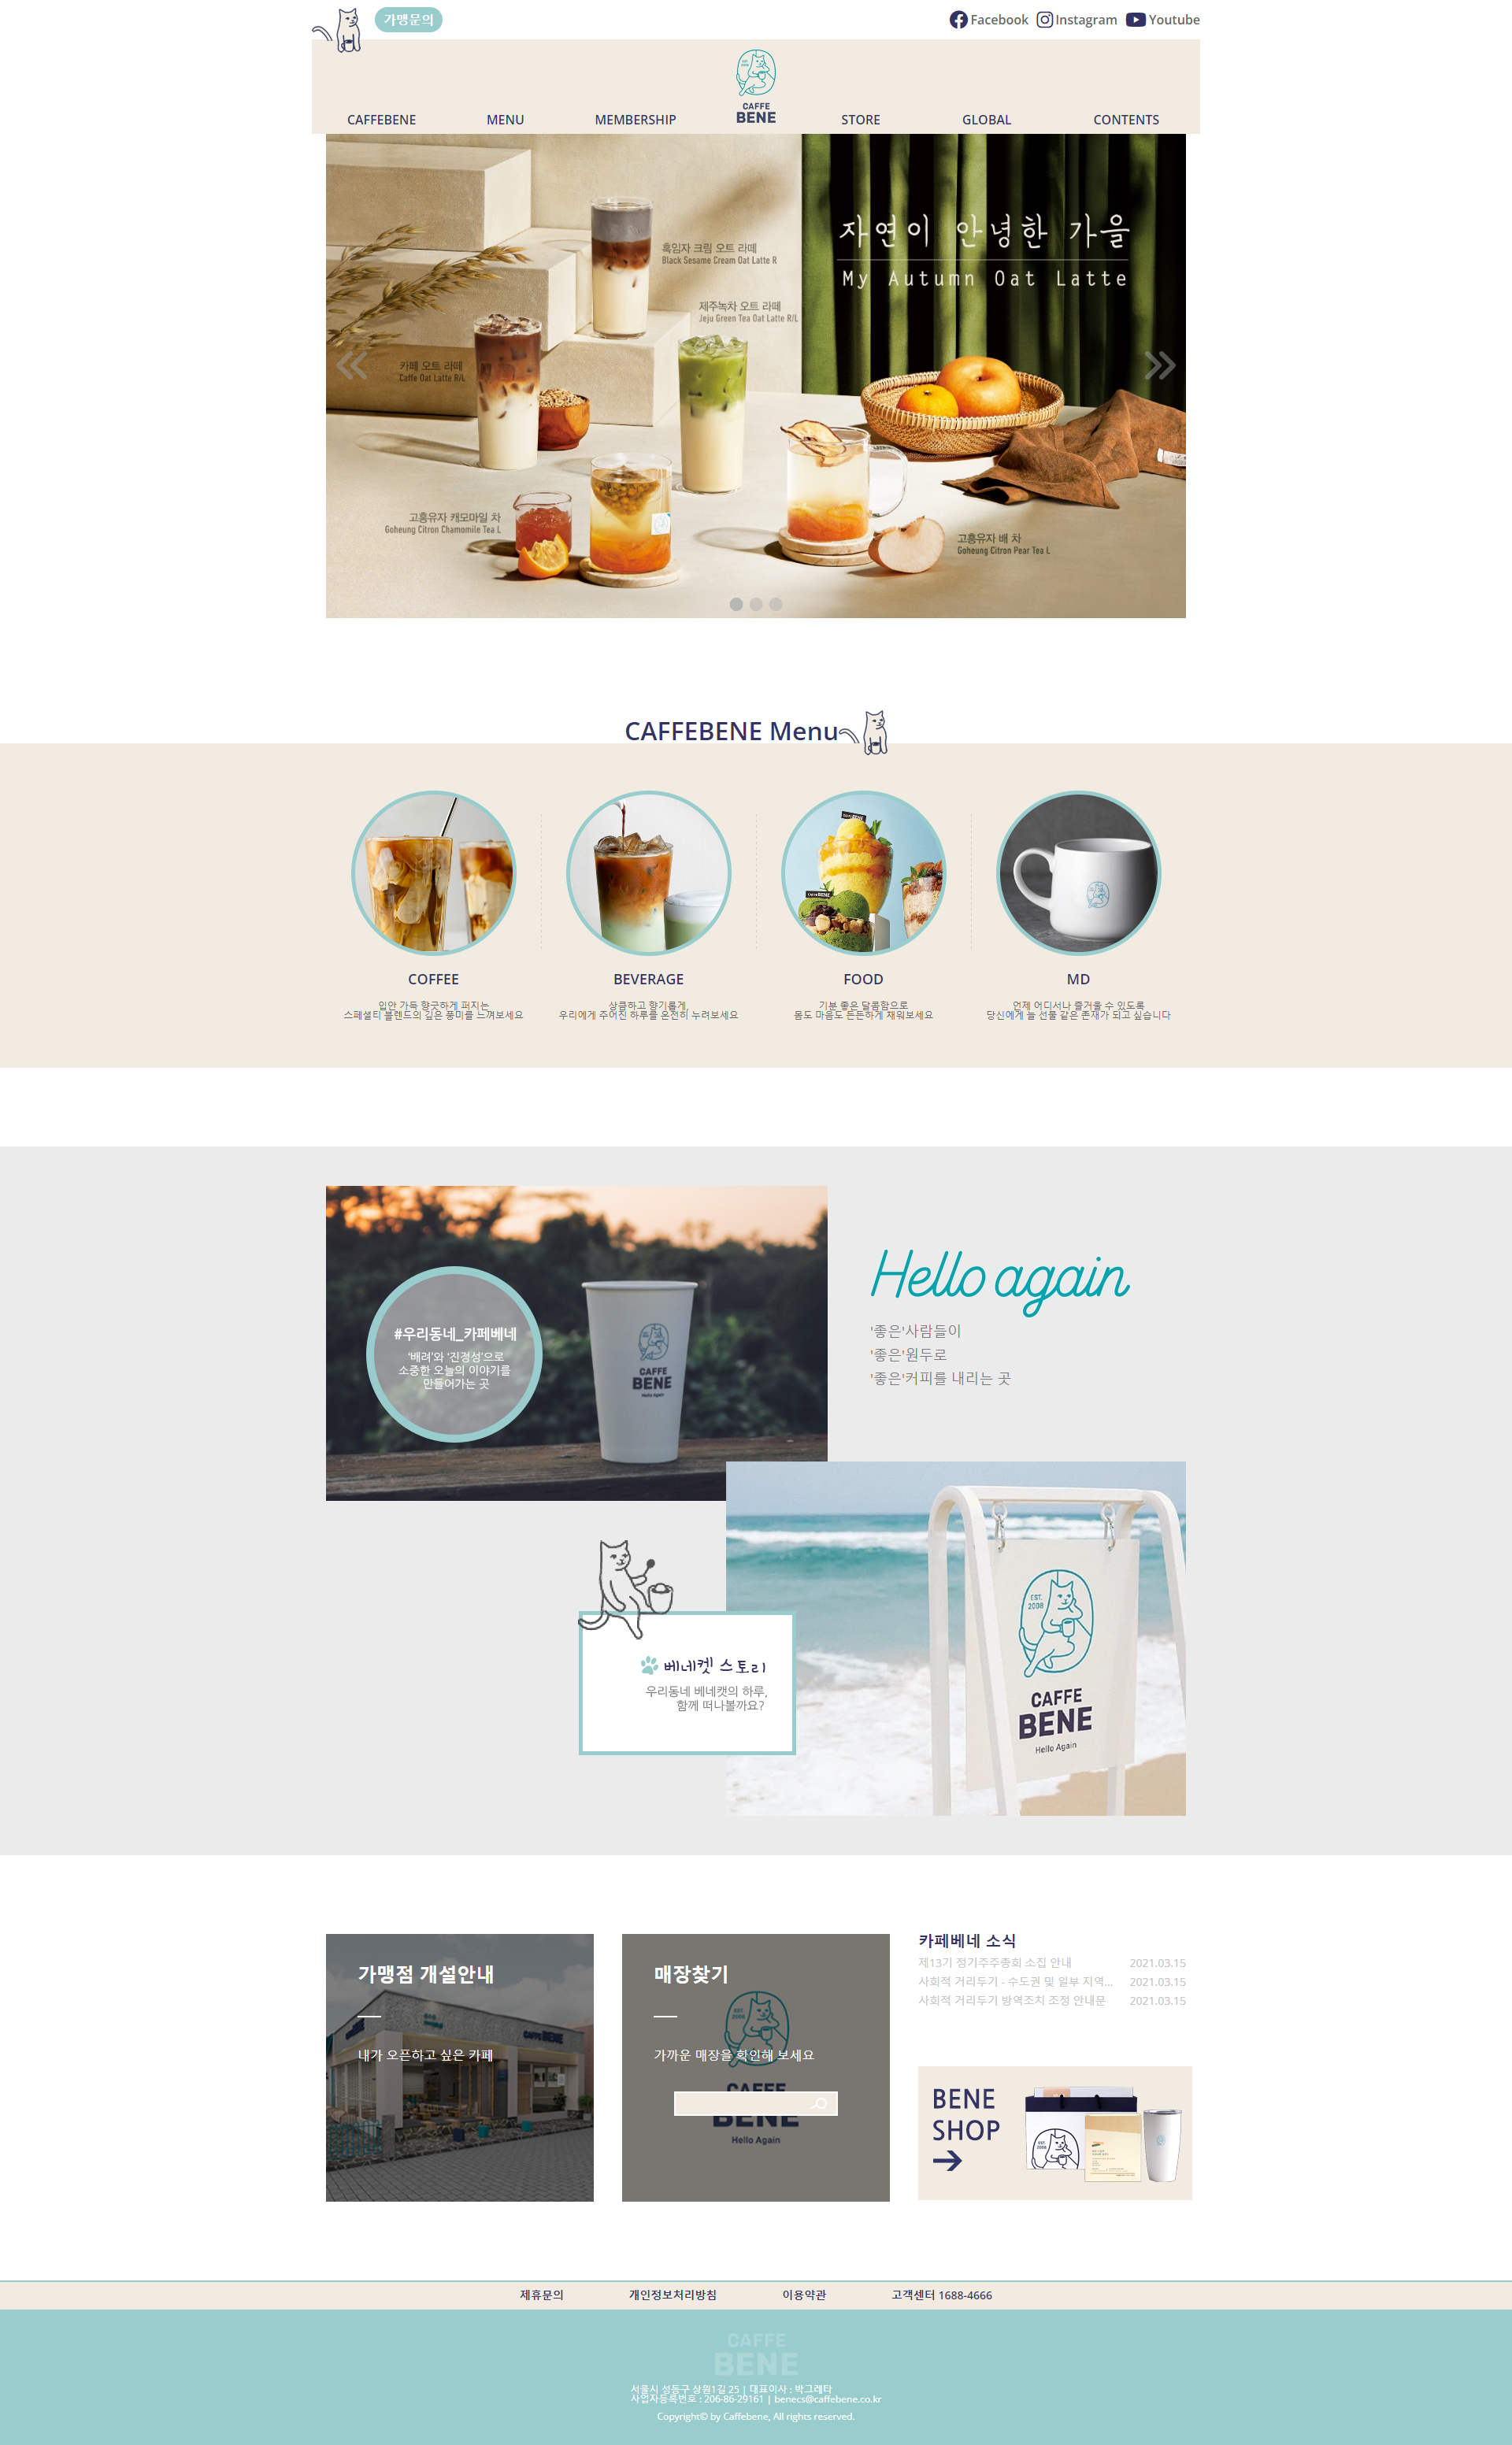 가맹문의
Facebook
Instagram
Youtube
CAFFE
BENE
CAFFEBENE
MENU
MEMBERSHIP
STORE
GLOBAL
CONTENTS
자연이 안녕한 가을
My Autumn Oat Latte
흑임자 크림 오트 라떼
Black Sesame Cream Oat Latte R
제주녹차 오트 라떼
Jeju Green Tea Oat Latte R/L
카페 오트 라떼
Caffe Oat Latte R/L
고흥유자 캐모마일 차
Goheung Citron Chamomile Tea L
고흥유자 배 차
Goheung Citron Pear Tea L
CAFFEBENE Menu
COFFEE
입안 가득 향긋하게 퍼지는
스페셜티 블렌드의 깊은 풍미를 느껴보세요
BEVERAGE
상큼하고 향기롭게
우리에게 주어진 하루를 온전히 누려보세요
FOOD
기분 좋은 달콤함으로
몸도 마음도 든든하게 채워보세요
MD
언제 어디서나 즐거울 수 있도록
당신에게 늘 선물 같은 존재가 되고 싶습니다
#우리동네_카페베네
'배려'와 '진정성'으로
소중한 오늘의 이야기를
만들어가는 곳
CAFFE
BENE
Hello Again
Hello again
'좋은'사람들이
'좋은'원두로
'좋은'커피를 내리는 곳
EST.
2008
CAFFE
BENE
Hello Again
베네켓 스토리
우리동네 베네캣의 하루,
함께 떠나볼까요?
가맹점 개설안내
내가 오픈하고 싶은 카페
매장찾기
가까운 매장을 확인해 보세요
CAFFE
BENE
Hello Again
카페베네 소식
제13기 정기주주총회 소집 안내 2021.03.15
사회적 거리두기 - 수도권 및 일부 지역... 2021.03.15
사회적 거리두기 방역조치 조정 안내문 2021.03.15
BENE
SHOP
제휴문의
개인정보처리방침
이용약관
고객센터 1688-4666
CAFFE
BENE
서울시 성동구 상원1길 25 | 대표이사 : 박그레타
사업자등록번호 : 206-86-29161 | benecs@caffebene.co.kr
Copyright© by Caffebene, All rights reserved.